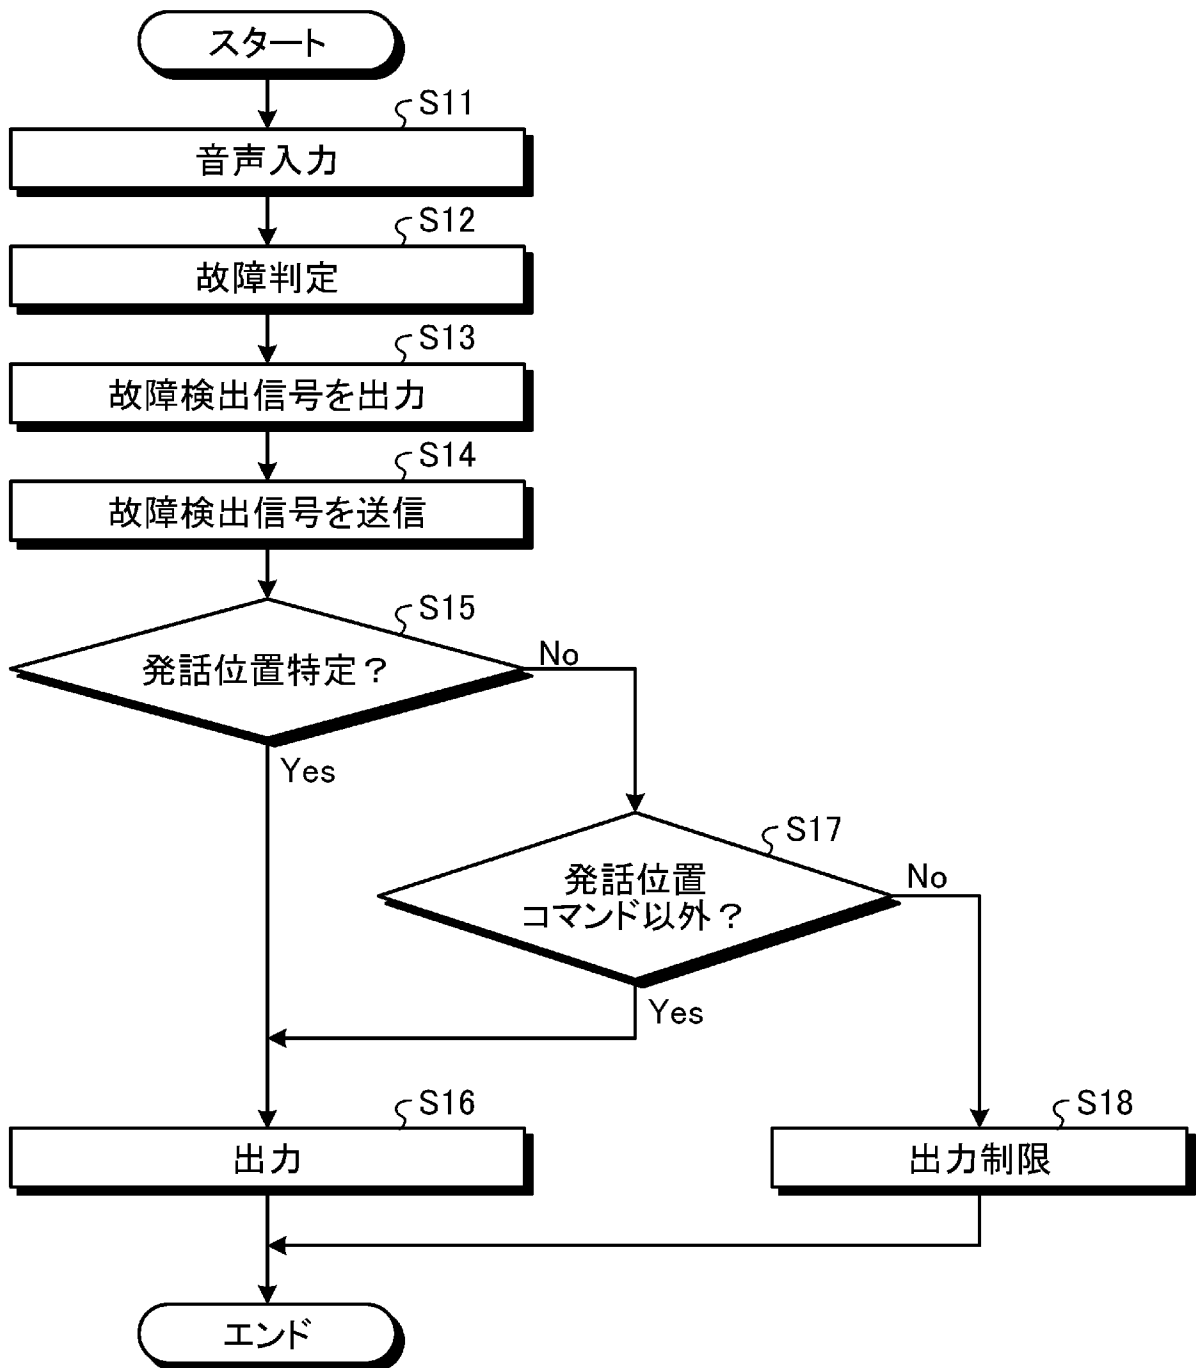 スタート
S11
音声入力
S12
故障判定
S13
故障検出信号を出力
S14
故障検出信号を送信
S15
発話位置特定？
No
Yes
S17
発話位置
コマンド以外？
No
Yes
S16
出力
S18
出力制限
エンド